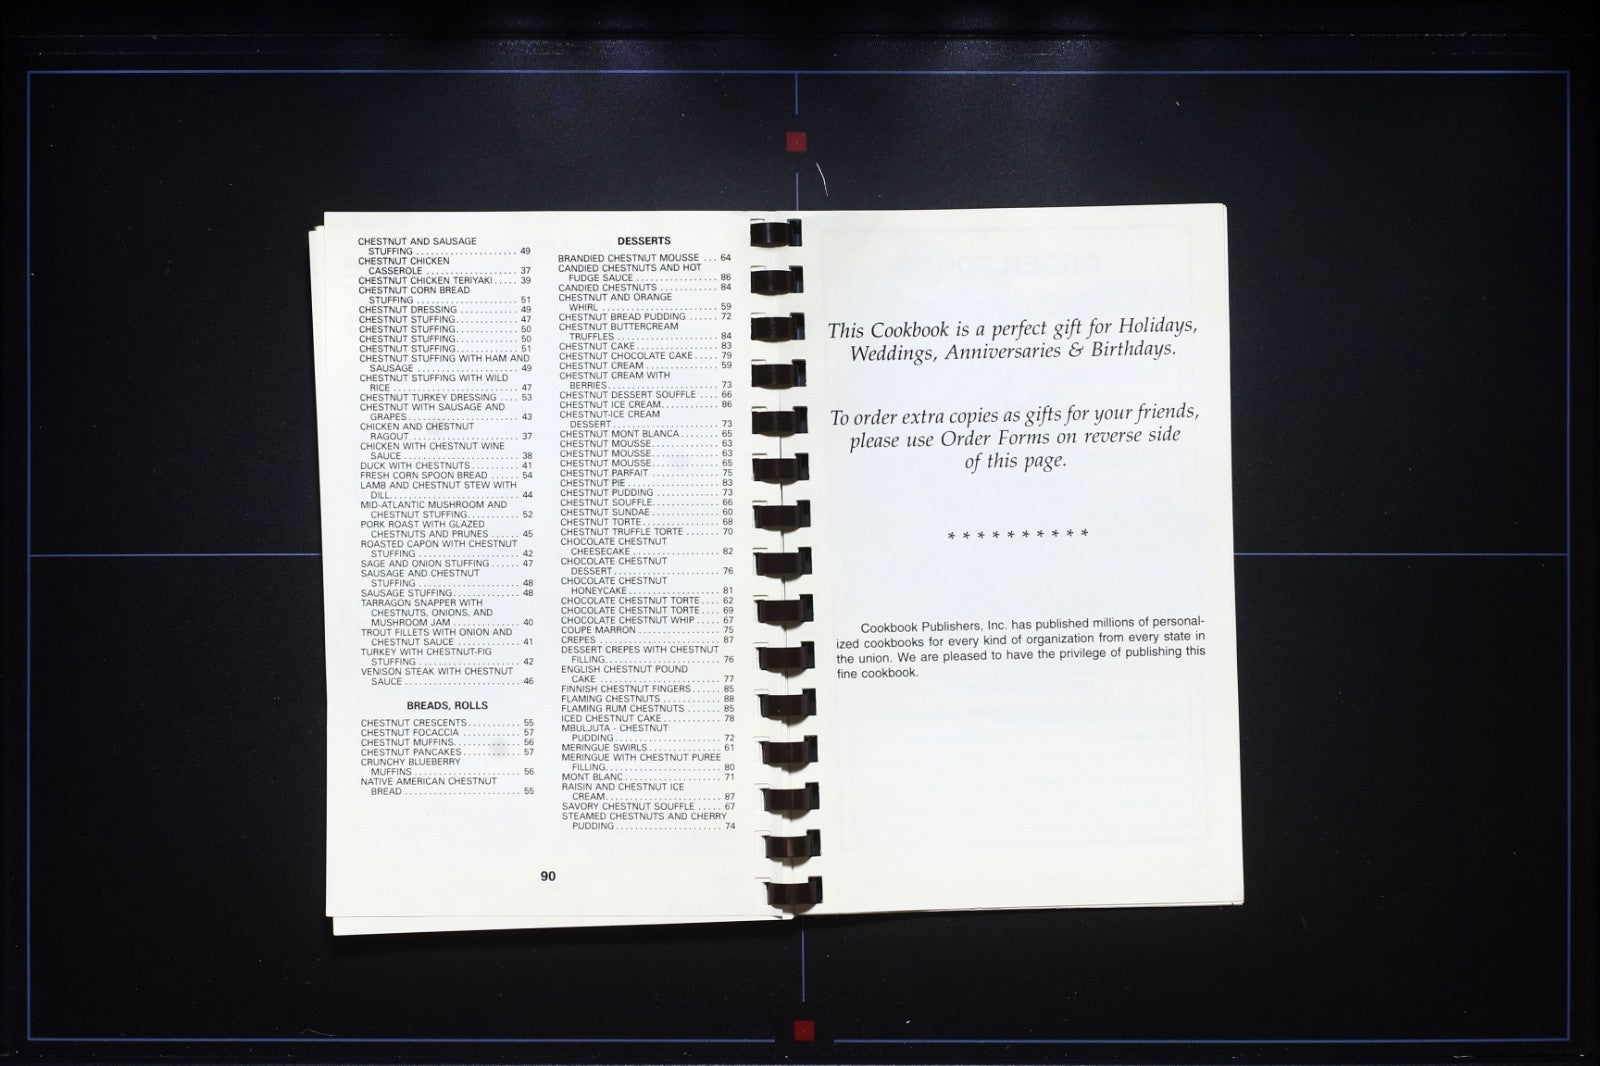 CHESTNUT AND SAUSAGE
STUFFING ..................... 49
CHESTNUT CHICKEN
CASSEROLE ................... 37
CHESTNUT CHICKEN TERIYAKI ..... 39
CHESTNUT CORN BREAD
STUFFING ..................... 51
CHESTNUT DRESSING ............ 49
CHESTNUT STUFFING ............. 47
CHESTNUT STUFFING ............. 50
CHESTNUT STUFFING ............. 50
CHESTNUT STUFFING ............. 51
CHESTNUT STUFFING WITH HAM AND
SAUSAGE ..................... 49
CHESTNUT STUFFING WITH WILD
RICE .......................... 47
CHESTNUT TURKEY DRESSING .... 53
CHESTNUT WITH SAUSAGE AND
GRAPES ....................... 43
CHICKEN AND CHESTNUT
RAGOUT ...................... 37
CHICKEN WITH CHESTNUT WINE
SAUCE ........................ 38
DUCK WITH CHESTNUTS .......... 41
FRESH CORN SPOON BREAD ...... 54
LAMB AND CHESTNUT STEW WITH
DILL .......................... 44
MID-ATLANTIC MUSHROOM AND
CHESTNUT STUFFING ........... 52
PORK ROAST WITH GLAZED
CHESTNUTS AND PRUNES ...... 45
ROASTED CAPON WITH CHESTNUT
STUFFING ..................... 42
SAGE AND ONION STUFFING ...... 47
SAUSAGE AND CHESTNUT
STUFFING ..................... 48
SAUSAGE STUFFING .............. 48
TARRAGON SNAPPER WITH
CHESTNUTS, ONIONS, AND
MUSHROOM JAM .............. 40
TROUT FILLETS WITH ONION AND
CHESTNUT SAUCE .............. 41
TURKEY WITH CHESTNUT-FIG
STUFFING ..................... 42
VENISON STEAK WITH CHESTNUT
SAUCE ........................ 46
BREADS, ROLLS
CHESTNUT CRESCENTS ........... 55
CHESTNUT FOCACCIA ............ 57
CHESTNUT MUFFINS .............. 56
CHESTNUT PANCAKES ............ 57
CRUNCHY BLUEBERRY
MUFFINS ...................... 56
NATIVE AMERICAN CHESTNUT
BREAD ........................ 55
DESSERTS
BRANDIED CHESTNUT MOUSSE ... 64
CANDIED CHESTNUTS AND HOT
FUDGE SAUCE ................. 86
CANDIED CHESTNUTS ............ 84
CHESTNUT AND ORANGE
WHIRL ........................ 59
CHESTNUT BREAD PUDDING ...... 72
CHESTNUT BUTTERCREAM
TRUFFLES ..................... 84
CHESTNUT CAKE ................. 83
CHESTNUT CHOCOLATE CAKE ..... 79
CHESTNUT CREAM ............... 59
CHESTNUT CREAM WITH
BERRIES ....................... 73
CHESTNUT DESSERT SOUFFLE .... 66
CHESTNUT ICE CREAM ............ 86
CHESTNUT-ICE CREAM
DESSERT ...................... 73
CHESTNUT MONT BLANCA ........ 65
CHESTNUT MOUSSE .............. 63
CHESTNUT MOUSSE .............. 63
CHESTNUT MOUSSE .............. 65
CHESTNUT PARFAIT .............. 75
CHESTNUT PIE ................... 83
CHESTNUT PUDDING ............. 73
CHESTNUT SOUFFLE .............. 66
CHESTNUT SUNDAE .............. 60
CHESTNUT TORTE ................ 68
CHESTNUT TRUFFLE TORTE ....... 70
CHOCOLATE CHESTNUT
CHEESECAKE .................. 82
CHOCOLATE CHESTNUT
DESSERT ...................... 76
CHOCOLATE CHESTNUT
HONEYCAKE ................... 81
CHOCOLATE CHESTNUT TORTE .... 62
CHOCOLATE CHESTNUT TORTE .... 69
CHOCOLATE CHESTNUT WHIP ..... 67
COUPE MARRON ................. 75
CREPES .......................... 87
DESSERT CREPES WITH CHESTNUT
FILLING ........................ 76
ENGLISH CHESTNUT POUND
CAKE .......................... 77
FINNISH CHESTNUT FINGERS ...... 85
FLAMING CHESTNUTS ............ 88
FLAMING RUM CHESTNUTS ....... 85
ICED CHESTNUT CAKE ............ 78
MBULJUTA - CHESTNUT
PUDDING ...................... 72
MERINGUE SWIRLS ............... 61
MERINGUE WITH CHESTNUT PUREE
FILLING ........................ 80
MONT BLANC .................... 71
RAISIN AND CHESTNUT ICE
CREAM ........................ 87
SAVORY CHESTNUT SOUFFLE ..... 67
STEAMED CHESTNUTS AND CHERRY
PUDDING ...................... 74
90
This Cookbook is a perfect gift for Holidays,
Weddings, Anniversaries & Birthdays.
To order extra copies as gifts for your friends,
please use Order Forms on reverse side
of this page.
* * * * * * * * * *
Cookbook Publishers, Inc. has published millions of personal-
ized cookbooks for every kind of organization from every state in
the union. We are pleased to have the privilege of publishing this
fine cookbook.